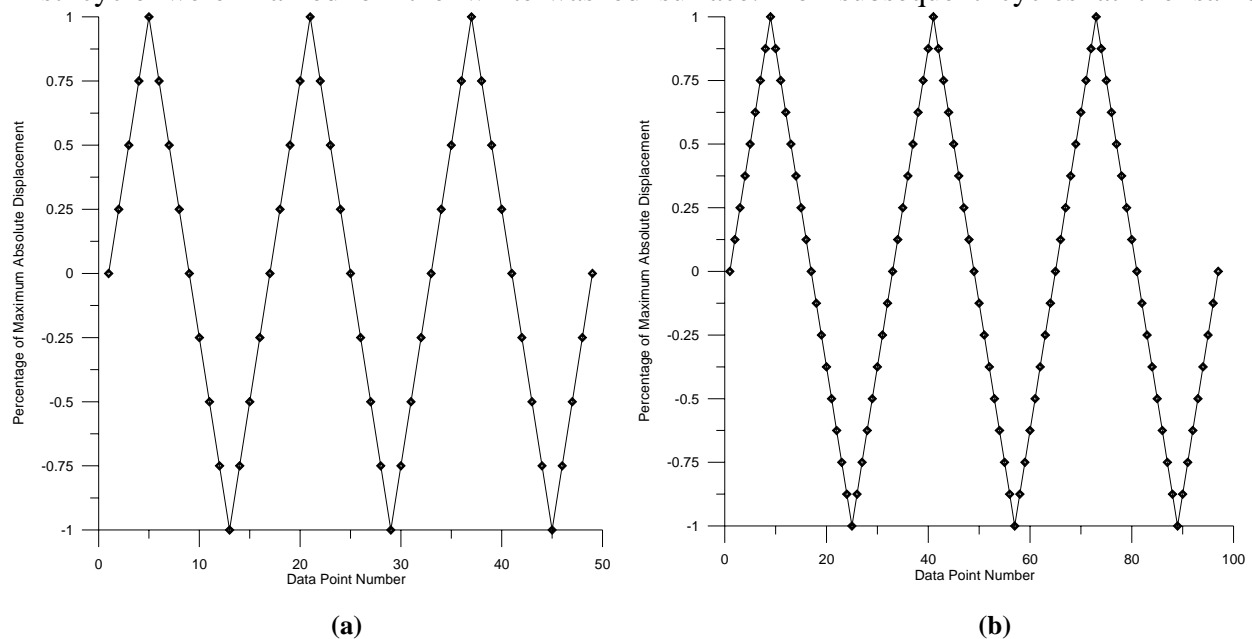 1
0.75
0.5
0.25
0
-0.25
-0.5
-0.75
-1
Percentage of Maximum Absolute Displacement
0 10 20 30 40 50
Data Point Number
(a)
1
0.75
0.5
0.25
0
-0.25
-0.5
-0.75
-1
Percentage of Maximum Absolute Displacement
0 20 40 60 80 100
Data Point Number
(b)